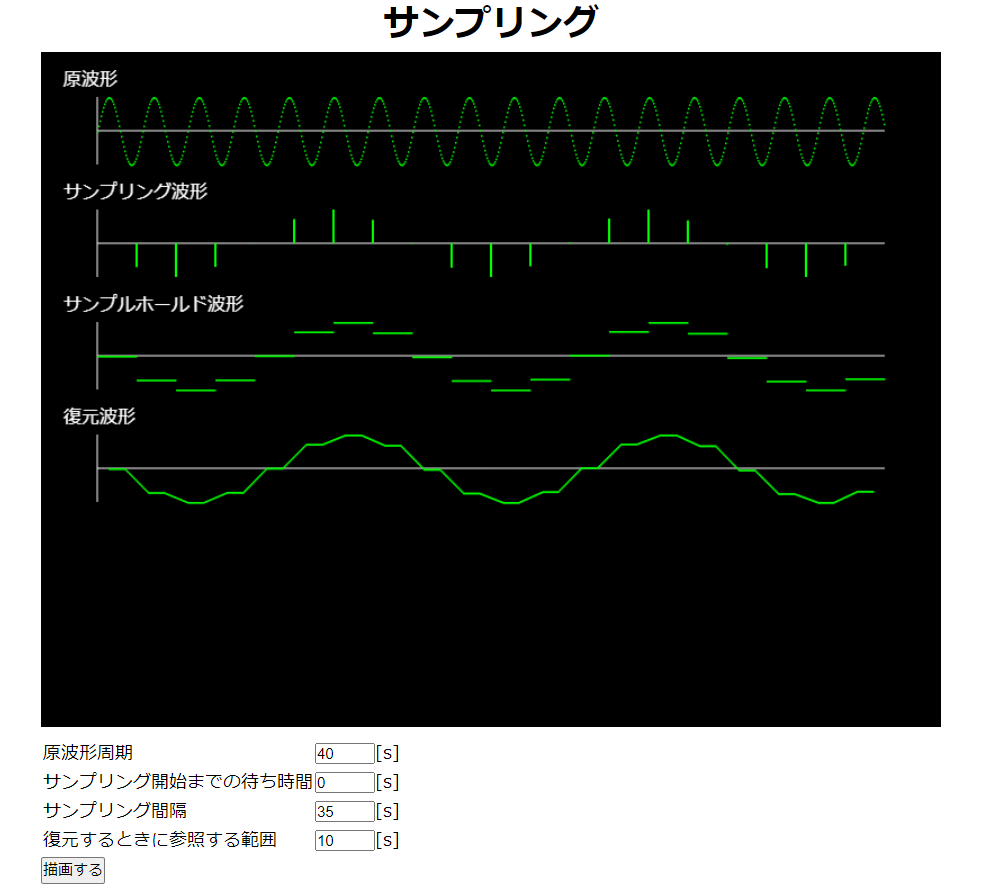 サンプリング
原波形
サンプリング波形
サンプルホールド波形
復元波形
原波形周期 40 [s]
サンプリング開始までの待ち時間 0 [s]
サンプリング間隔 35 [s]
復元するときに参照する範囲 10 [s]
描画する